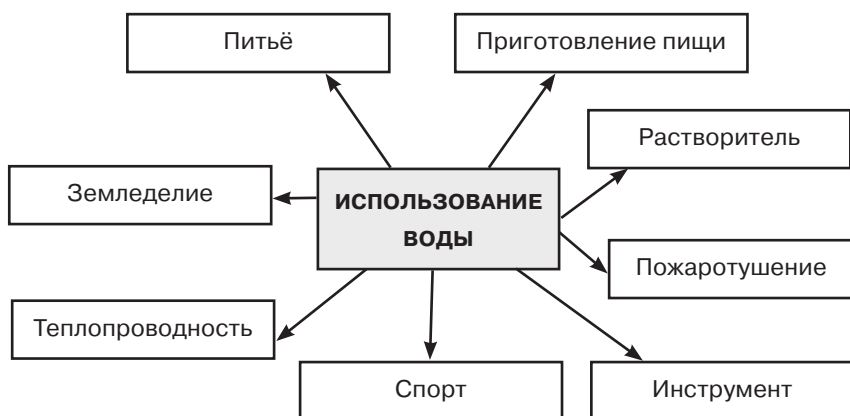 Питьё
Приготовление пищи
Растворитель
Земледелие
ИСПОЛЬЗОВАНИЕ
ВОДЫ
Пожаротушение
Теплопроводность
Спорт
Инструмент